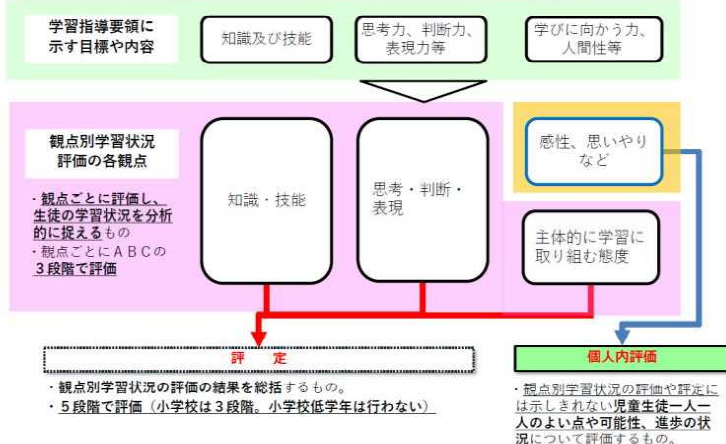 学習指導要領に
示す目標や内容
知識及び技能
思考力、判断力、
表現力等
学びに向かう力、
人間性等
観点別学習状況
評価の各観点
・観点ごとに評価し、
生徒の学習状況を分析
的に捉えるもの
・観点ごとにＡＢＣの
３段階で評価
知識・技能
思考・判断・
表現
感性、思いやり
など
主体的に学習に
取り組む態度
評　定
・観点別学習状況の評価の結果を総括するもの。
・５段階で評価（小学校は３段階。小学校低学年は行わない）
個人内評価
・観点別学習状況の評価や評定に
は示しきれない児童生徒一人一
人のよい点や可能性、進歩の状
況について評価するもの。